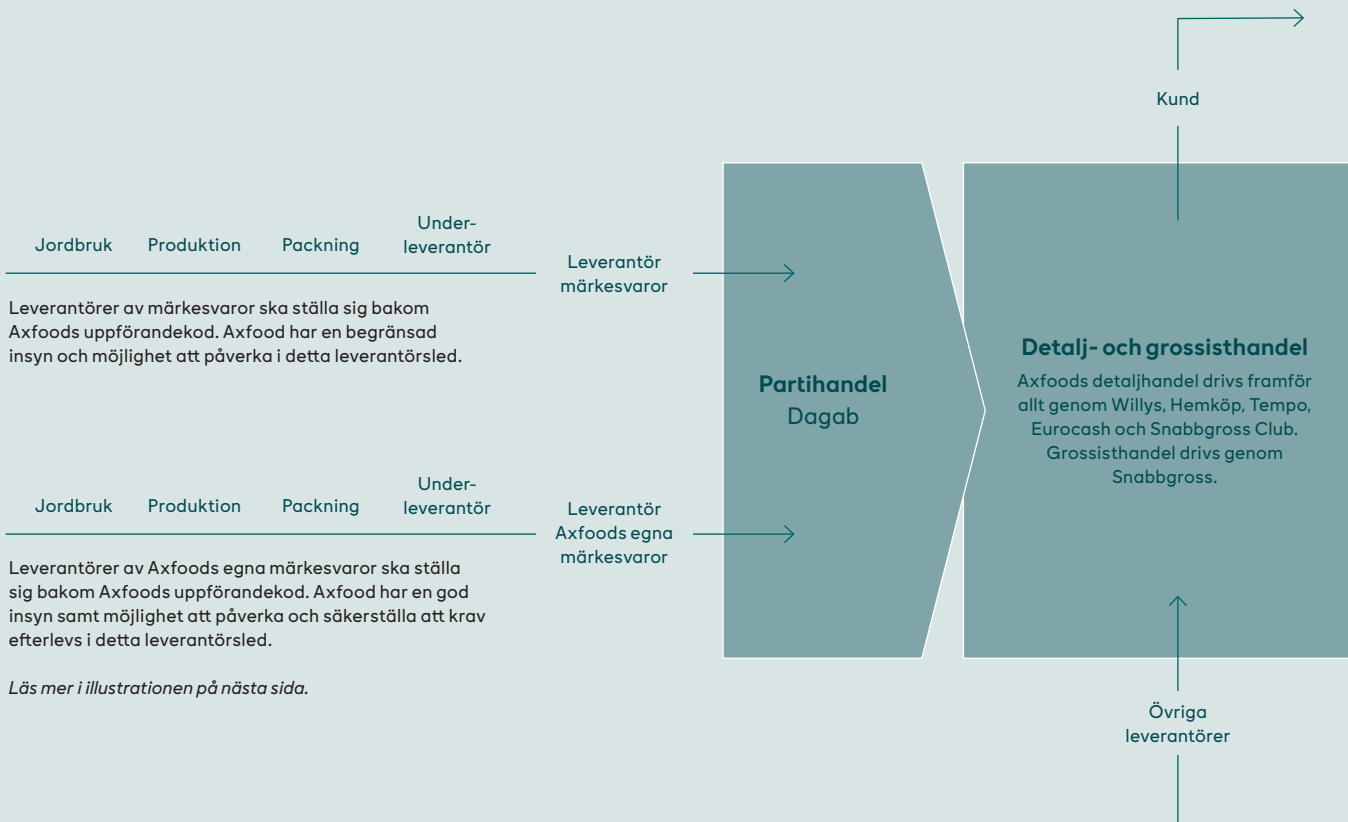 Kund
Jordbruk
Produktion
Packning
Under-
leverantör
Leverantör
märkesvaror
Leverantörer av märkesvaror ska ställa sig bakom
Axfoods uppförandekod. Axfood har en begränsad
insyn och möjlighet att påverka i detta leverantörsled.
Jordbruk
Produktion
Packning
Under-
leverantör
Leverantör
Axfoods egna
märkesvaror
Leverantörer av Axfoods egna märkesvaror ska ställa
sig bakom Axfoods uppförandekod. Axfood har en god
insyn samt möjlighet att påverka och säkerställa att krav
efterlevs i detta leverantörsled.
Läs mer i illustrationen på nästa sida.
Partihandel
Dagab
Detalj- och grossisthandel
Axfoods detaljhandel drivs framför
allt genom Willys, Hemköp, Tempo,
Eurocash och Snabbgross Club.
Grossisthandel drivs genom
Snabbgross.
Övriga
leverantörer